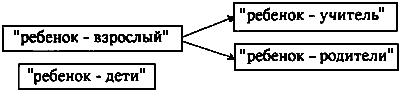 "ребенок - учитель"
"ребенок - взрослый"
"ребенок – родители"
"ребенок - дети"